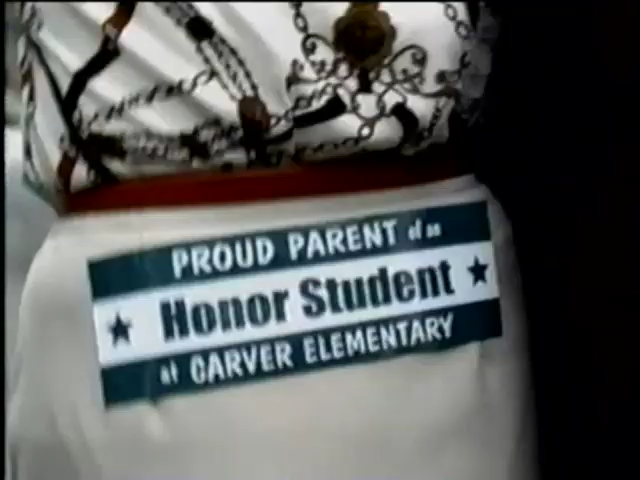 PROUD PARENT of an
Honor Student
at CARVER ELEMENTARY